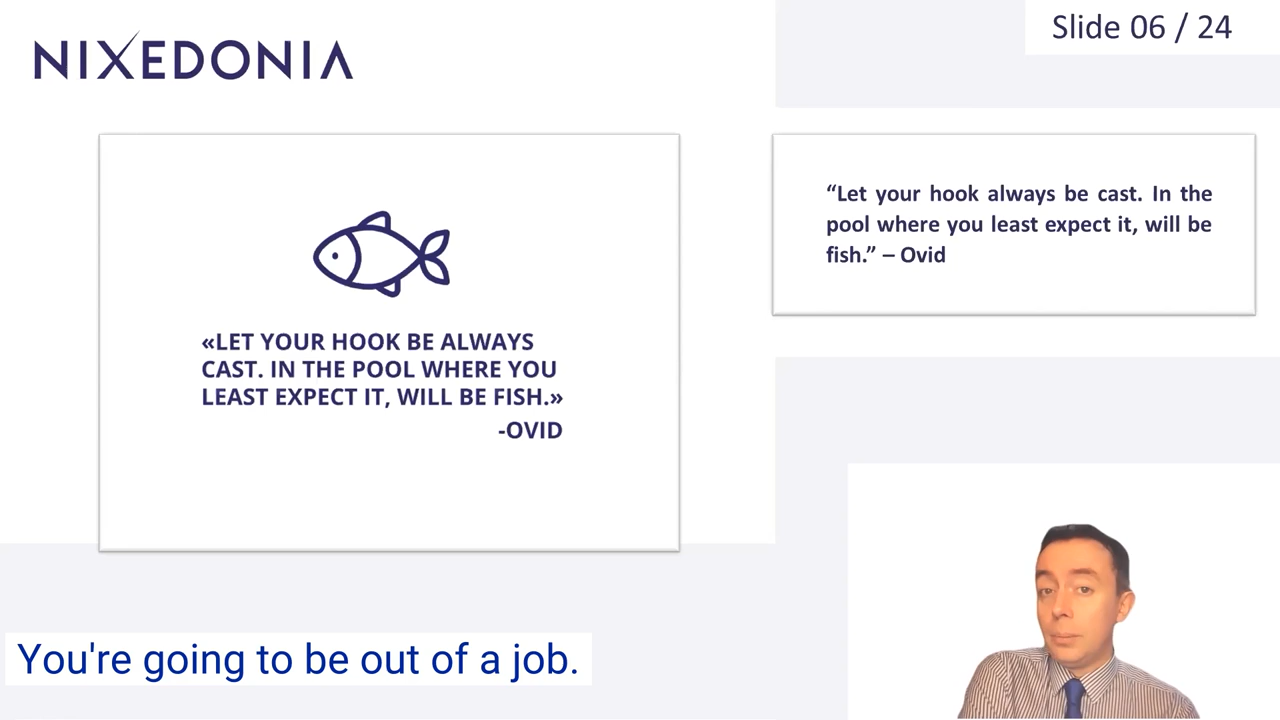 NIXEDONIA
Slide 06 / 24
«LET YOUR HOOK BE ALWAYS
CAST. IN THE POOL WHERE YOU
LEAST EXPECT IT, WILL BE FISH.»
-OVID
“Let your hook always be cast. In the
pool where you least expect it, will be
fish.” – Ovid
You're going to be out of a job.